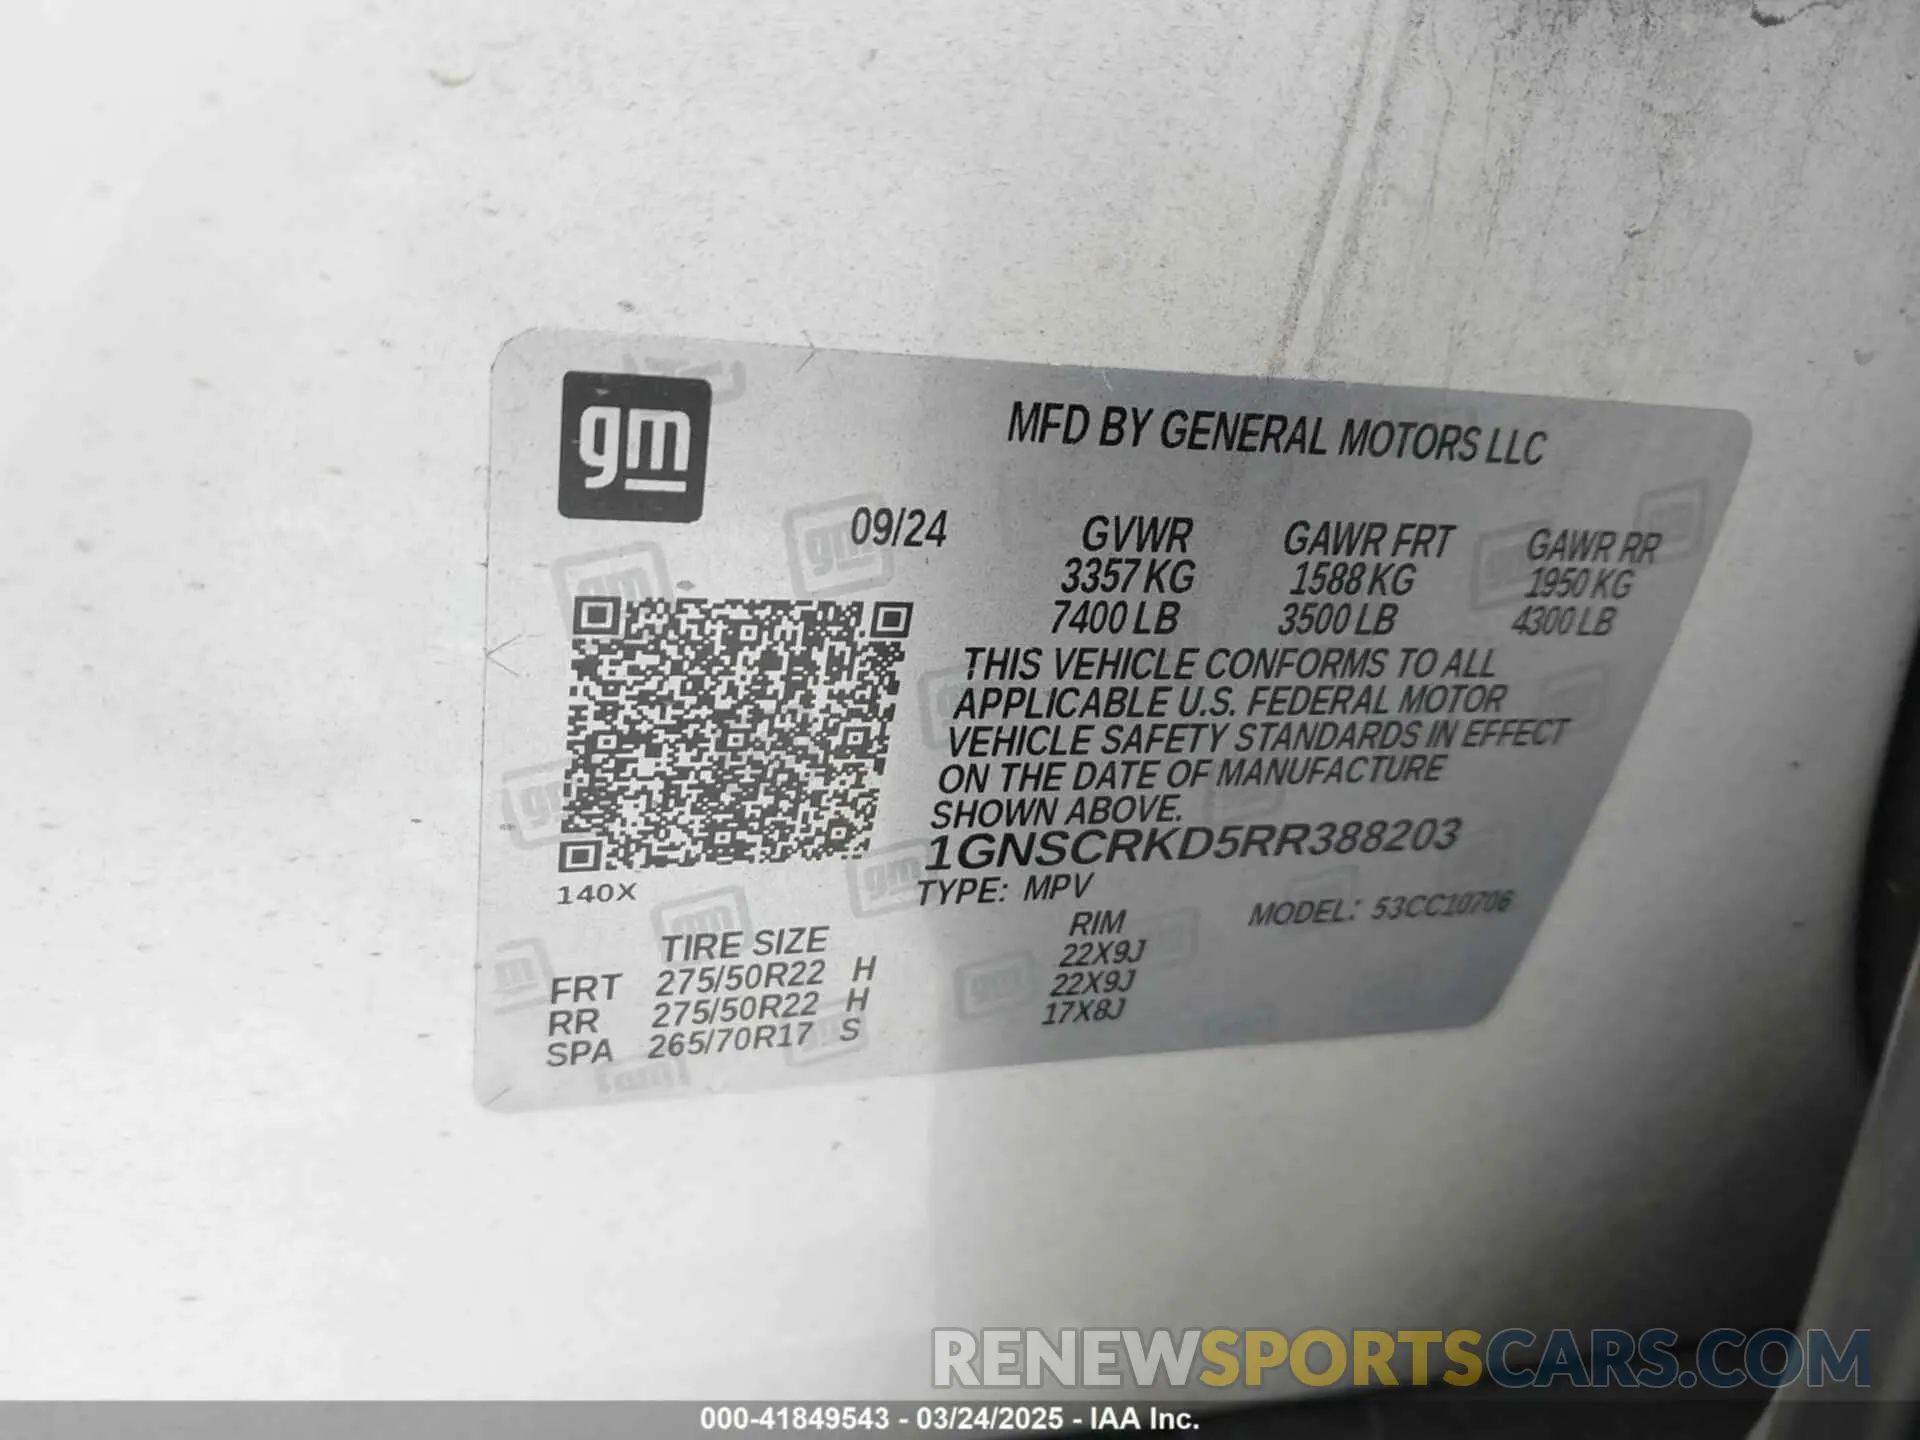 gm
MFD BY GENERAL MOTORS LLC
09/24 GVWR GAWR FRT GAWR RR
3357 KG 1588 KG 1950 KG
7400 LB 3500 LB 4300 LB
THIS VEHICLE CONFORMS TO ALL
APPLICABLE U.S. FEDERAL MOTOR
VEHICLE SAFETY STANDARDS IN EFFECT
ON THE DATE OF MANUFACTURE
SHOWN ABOVE.
1GNSCRKD5RR388203
TYPE: MPV MODEL: 53CC10706
140X
TIRE SIZE RIM
FRT 275/50R22 H 22X9J
RR 275/50R22 H 22X9J
SPA 265/70R17 S 17X8J
RENEWSPORTSCARS.COM
000-41849543 - 03/24/2025 - IAA Inc.